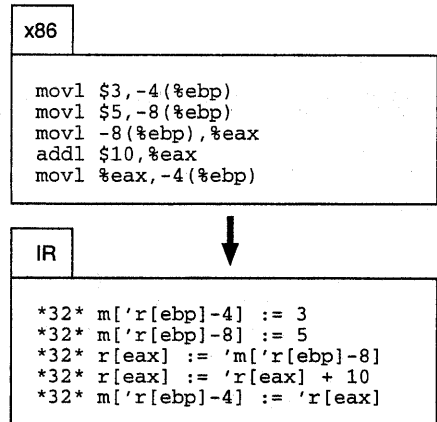 x86
movl $3,-4(%ebp)
movl $5,-8(%ebp)
movl -8(%ebp),%eax
addl $10,%eax
movl %eax,-4(%ebp)
IR
*32* m['r[ebp]-4] := 3
*32* m['r[ebp]-8] := 5
*32* r[eax] := 'm['r[ebp]-8]
*32* r[eax] := 'r[eax] + 10
*32* m['r[ebp]-4] := 'r[eax]